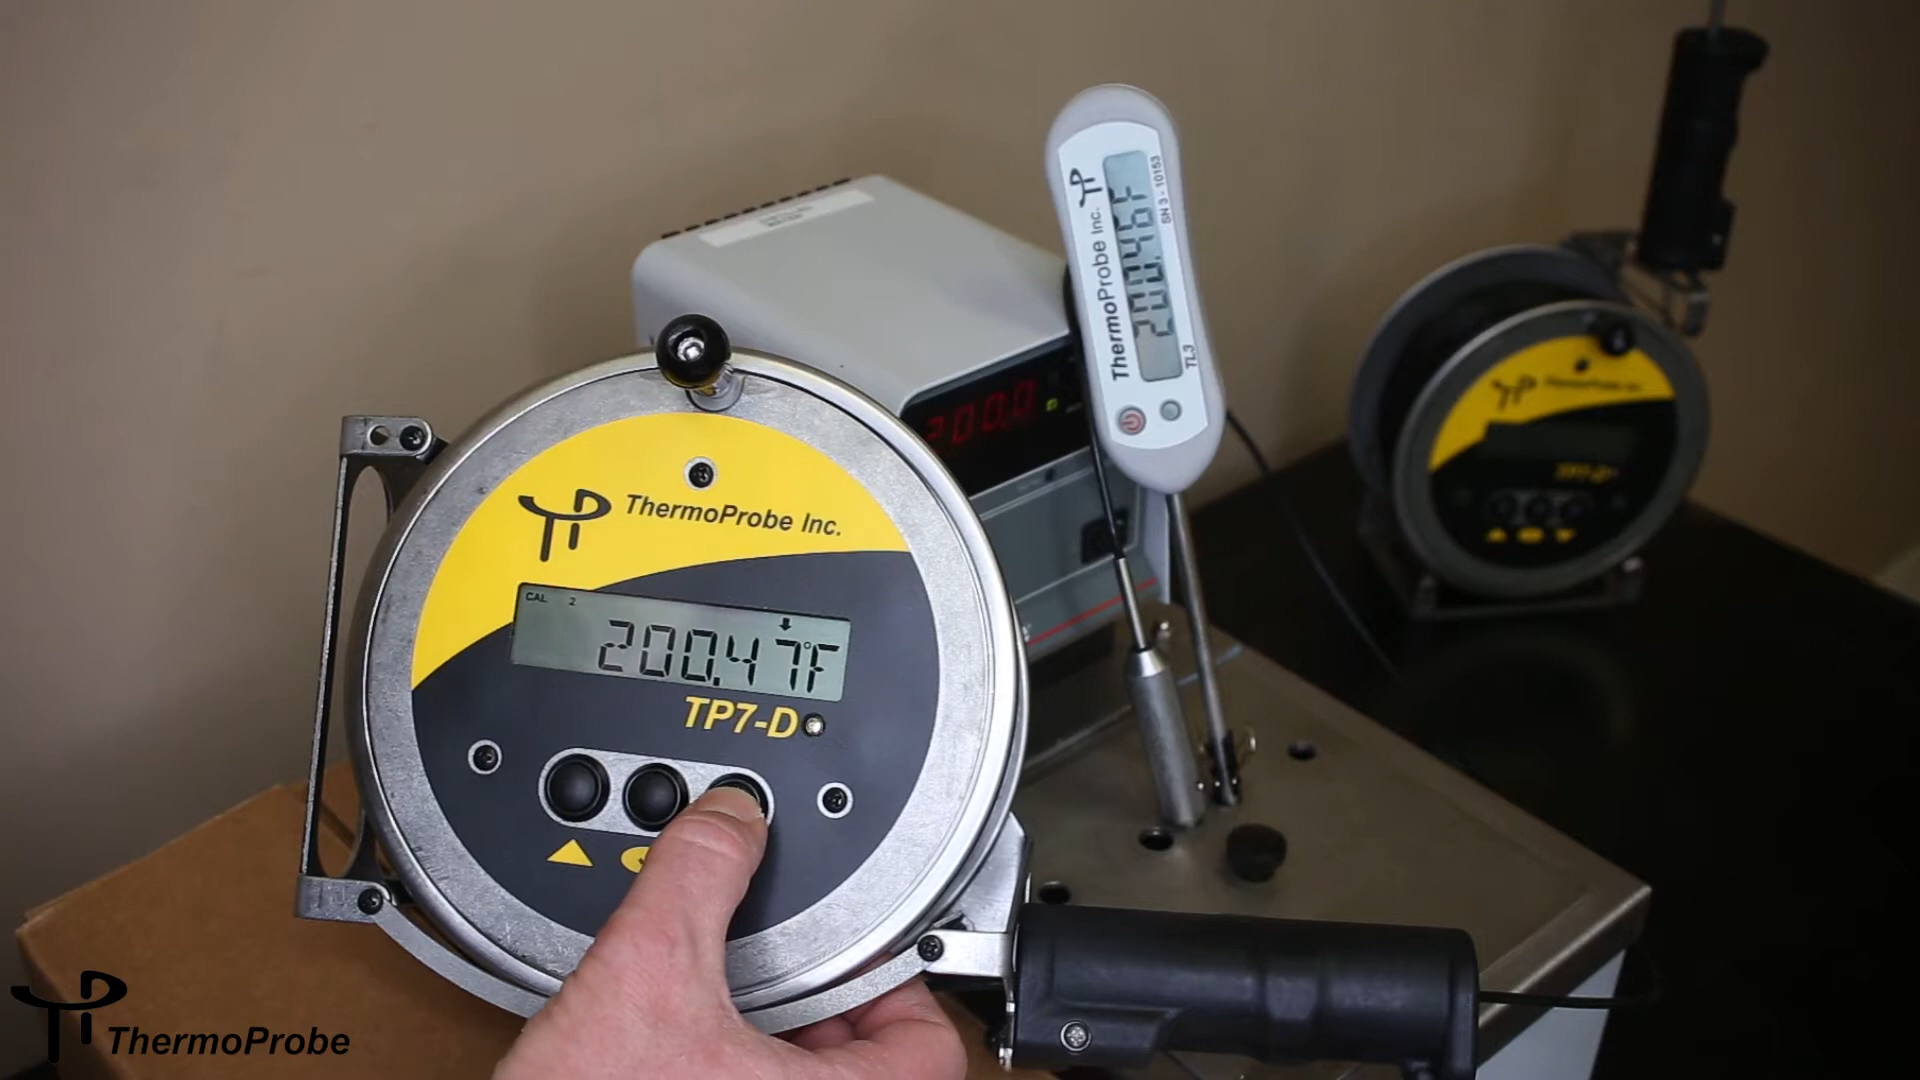 ThermoProbe Inc.
TL3
SN 3 - 10153
200.46F
200.0
ThermoProbe Inc.
CAL 2
200.47°F
TP7-D
ThermoProbe Inc.
TP7-D
ThermoProbe